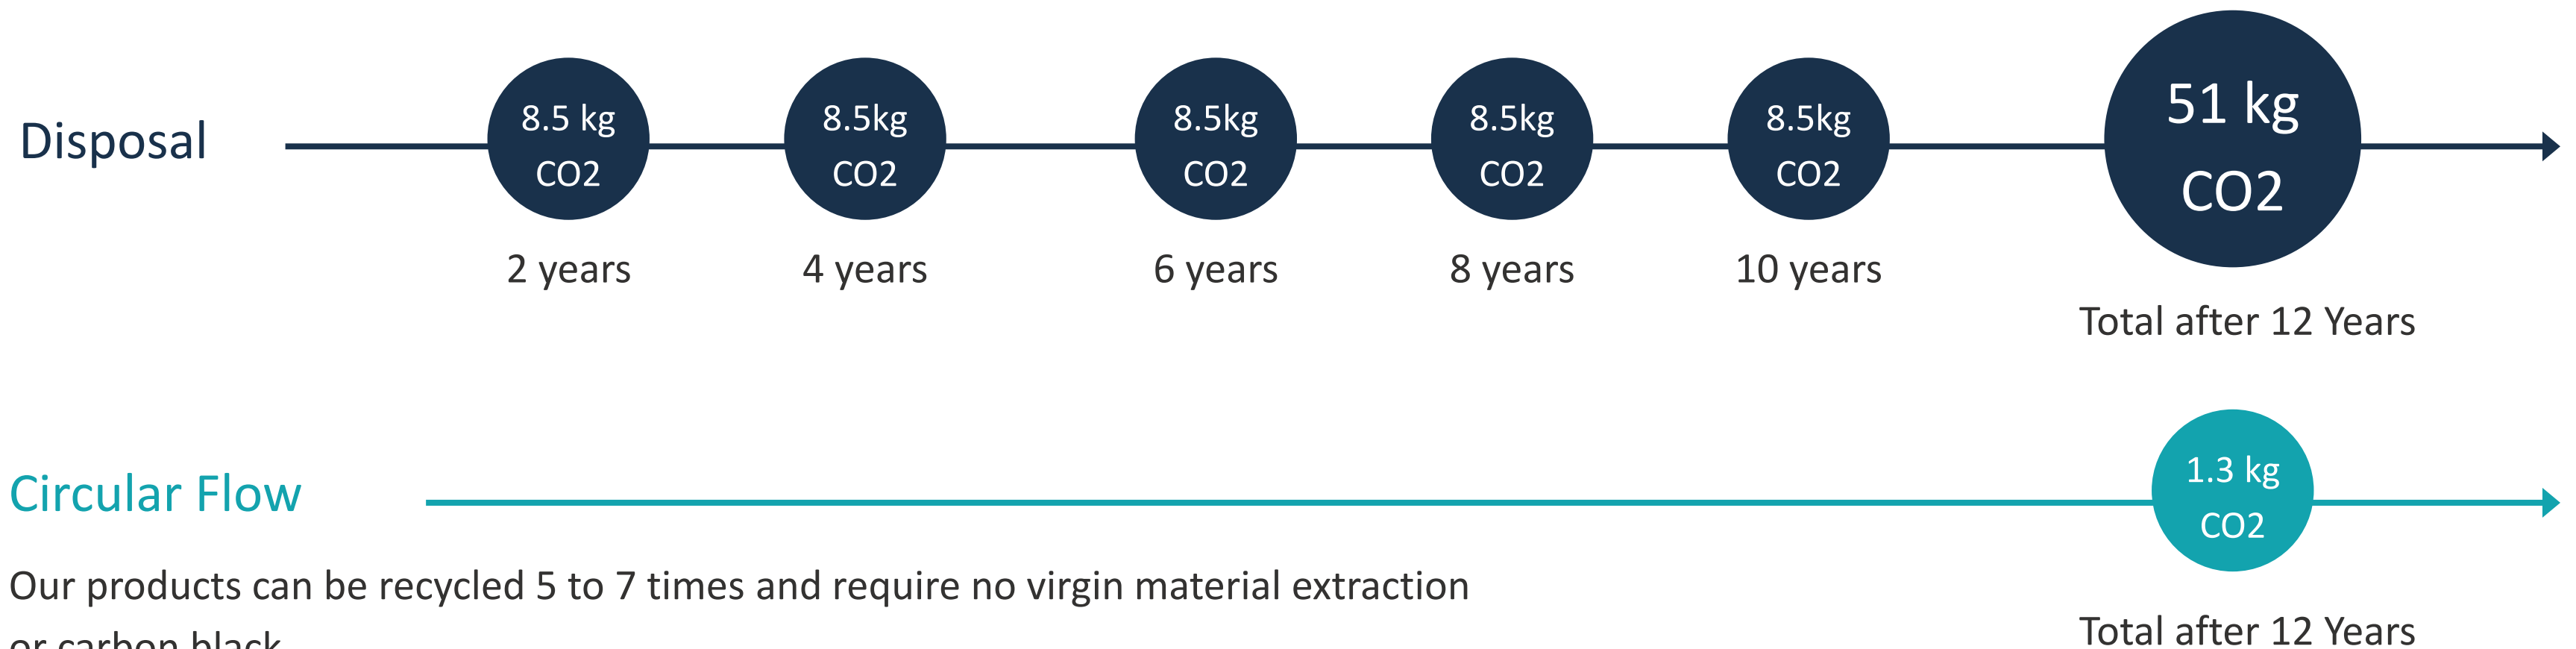 Disposal
8.5 kg
CO2
2 years
8.5kg
CO2
4 years
8.5kg
CO2
6 years
8.5kg
CO2
8 years
8.5kg
CO2
10 years
51 kg
CO2
Total after 12 Years
Circular Flow
1.3 kg
CO2
Total after 12 Years
Our products can be recycled 5 to 7 times and require no virgin material extraction
or carbon black